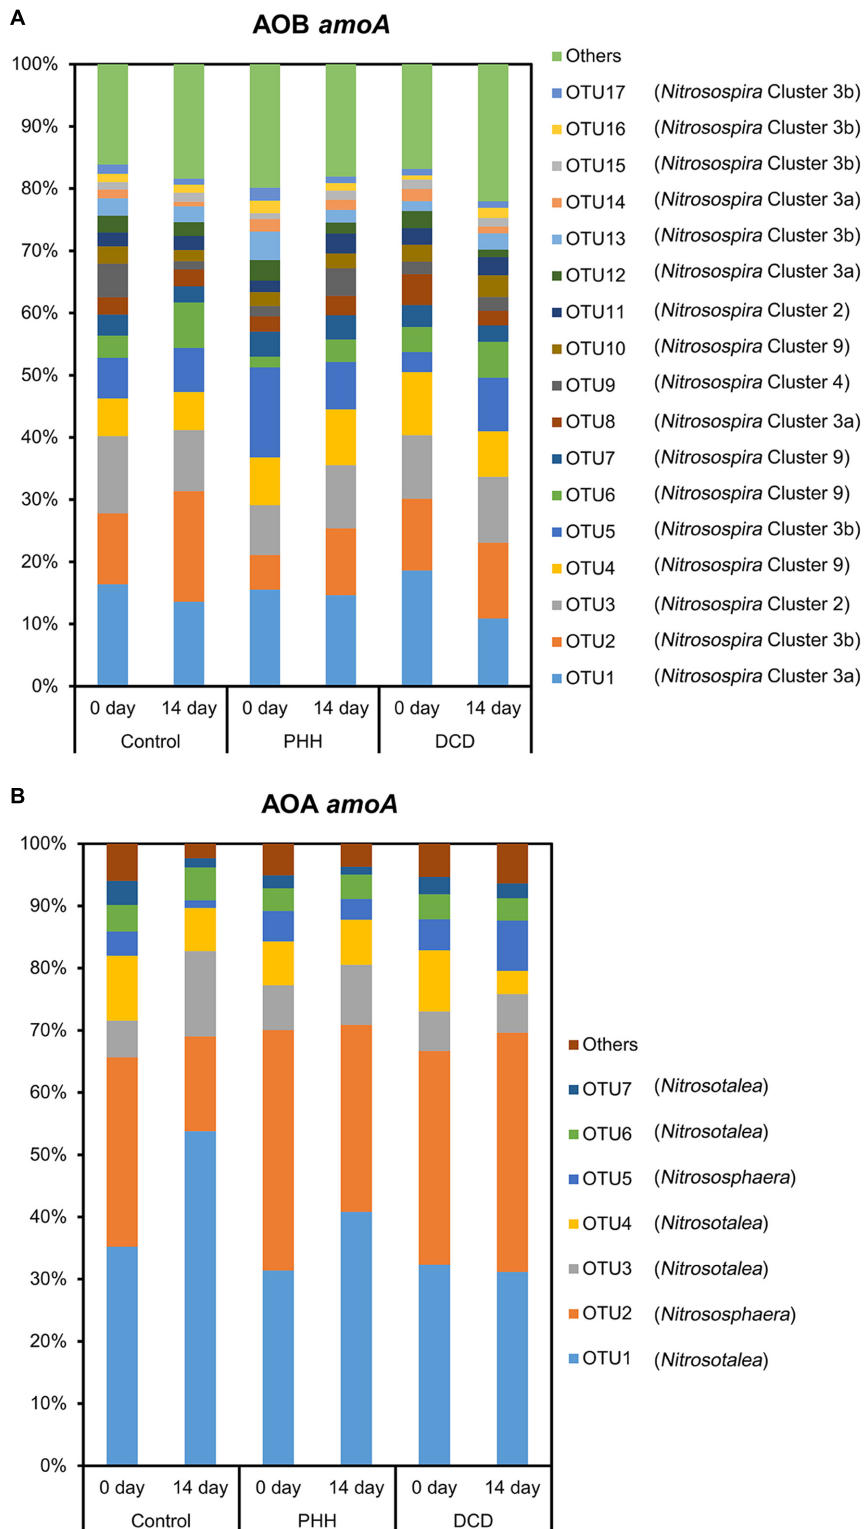 A
AOB amoA
100%
90%
80%
70%
60%
50%
40%
30%
20%
10%
0%
0 day 14 day 0 day 14 day 0 day 14 day
Control PHH DCD
Others
OTU17 (Nitrosospira Cluster 3b)
OTU16 (Nitrosospira Cluster 3b)
OTU15 (Nitrosospira Cluster 3b)
OTU14 (Nitrosospira Cluster 3a)
OTU13 (Nitrosospira Cluster 3b)
OTU12 (Nitrosospira Cluster 3a)
OTU11 (Nitrosospira Cluster 2)
OTU10 (Nitrosospira Cluster 9)
OTU9 (Nitrosospira Cluster 4)
OTU8 (Nitrosospira Cluster 3a)
OTU7 (Nitrosospira Cluster 9)
OTU6 (Nitrosospira Cluster 9)
OTU5 (Nitrosospira Cluster 3b)
OTU4 (Nitrosospira Cluster 9)
OTU3 (Nitrosospira Cluster 2)
OTU2 (Nitrosospira Cluster 3b)
OTU1 (Nitrosospira Cluster 3a)
B
AOA amoA
100%
90%
80%
70%
60%
50%
40%
30%
20%
10%
0%
0 day 14 day 0 day 14 day 0 day 14 day
Control PHH DCD
Others
OTU7 (Nitrosotalea)
OTU6 (Nitrosotalea)
OTU5 (Nitrososphaera)
OTU4 (Nitrosotalea)
OTU3 (Nitrosotalea)
OTU2 (Nitrososphaera)
OTU1 (Nitrosotalea)